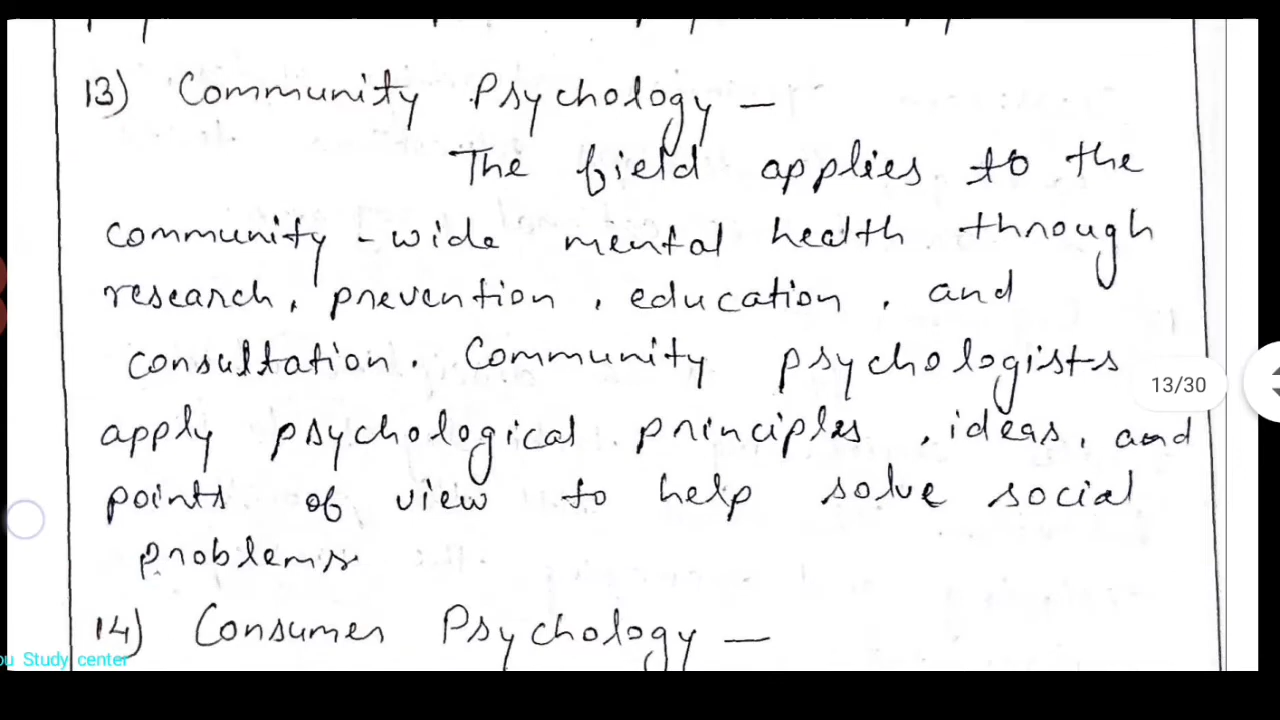 13) Community Psychology –
The field applies to the
community-wide mental health through
research, prevention, education, and
consultation. Community psychologists
apply psychological principles, ideas, and
points of view to help solve social
problems
13/30
14) Consumer Psychology –
ou Study center